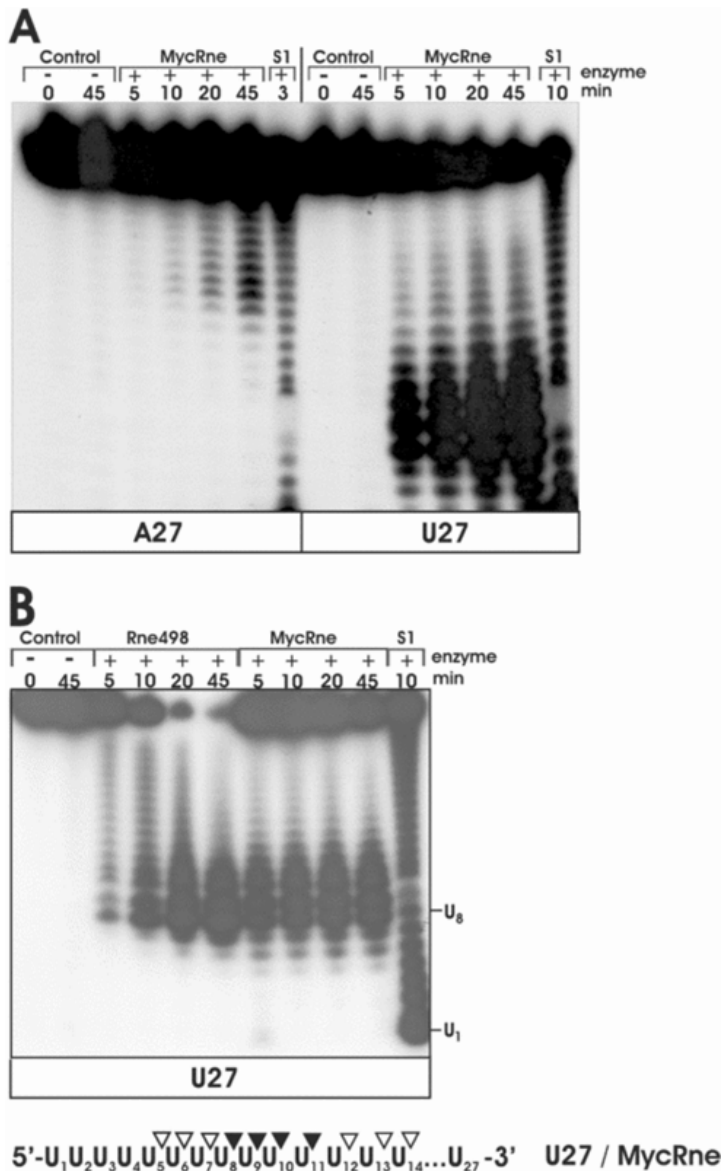 A
Control MycRne S1 Control MycRne S1
- - + + + + + - - + + + + + enzyme
0 45 5 10 20 45 3 0 45 5 10 20 45 10 min
A27 U27
B
Control Rne498 MycRne S1
- - + + + + + + + + + enzyme
0 45 5 10 20 45 5 10 20 45 10 min
U8
U1
U27
5'-U1U2U3U4U5U6U7U8U9U10U11U12U13U14...U27-3' U27 / MycRne